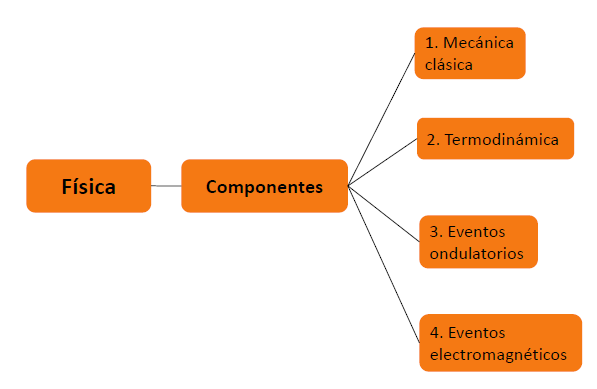 Física
Componentes
1. Mecánica
clásica
2. Termodinámica
3. Eventos
ondulatorios
4. Eventos
electromagnéticos